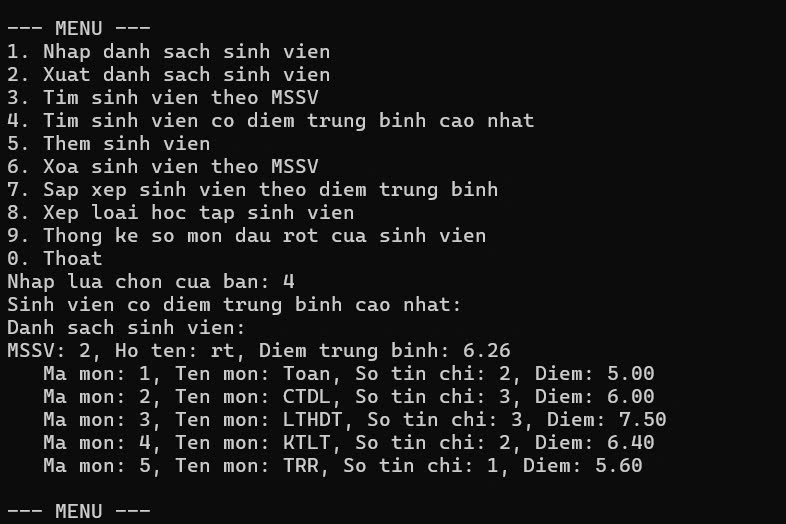 --- MENU ---
1. Nhap danh sach sinh vien
2. Xuat danh sach sinh vien
3. Tim sinh vien theo MSSV
4. Tim sinh vien co diem trung binh cao nhat
5. Them sinh vien
6. Xoa sinh vien theo MSSV
7. Sap xep sinh vien theo diem trung binh
8. Xep loai hoc tap sinh vien
9. Thong ke so mon dau rot cua sinh vien
0. Thoat
Nhap lua chon cua ban: 4
Sinh vien co diem trung binh cao nhat:
Danh sach sinh vien:
MSSV: 2, Ho ten: rt, Diem trung binh: 6.26
   Ma mon: 1, Ten mon: Toan, So tin chi: 2, Diem: 5.00
   Ma mon: 2, Ten mon: CTDL, So tin chi: 3, Diem: 6.00
   Ma mon: 3, Ten mon: LTHDT, So tin chi: 3, Diem: 7.50
   Ma mon: 4, Ten mon: KTLT, So tin chi: 2, Diem: 6.40
   Ma mon: 5, Ten mon: TRR, So tin chi: 1, Diem: 5.60
--- MENU ---